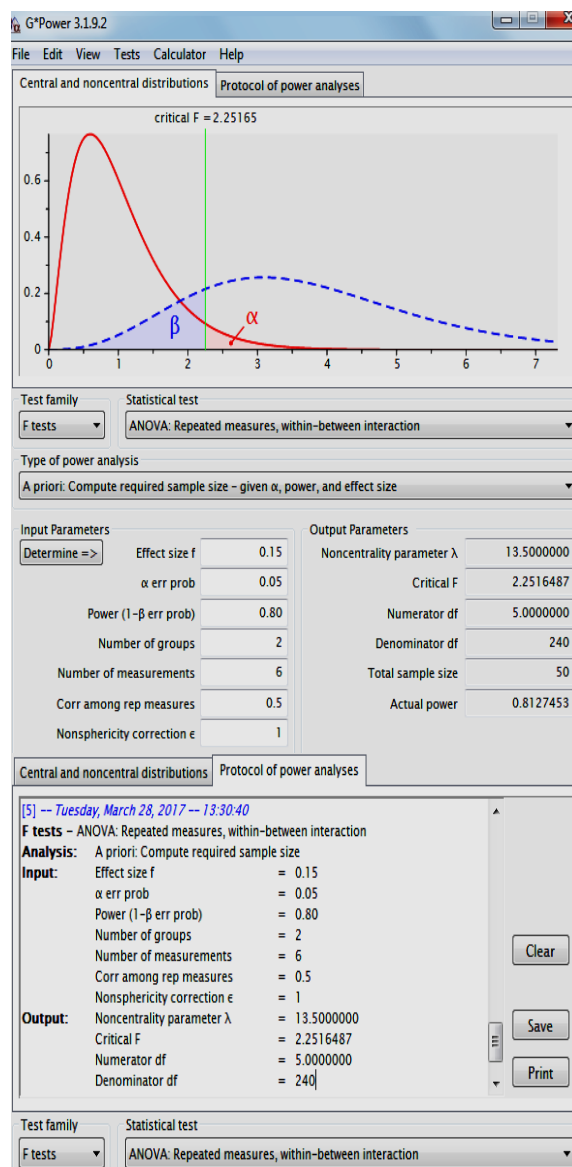 G*Power 3.1.9.2
File Edit View Tests Calculator Help
Central and noncentral distributions Protocol of power analyses
critical F = 2.25165
0.6
0.4
0.2
0
β α
0 1 2 3 4 5 6 7
Test family Statistical test
F tests ANOVA: Repeated measures, within-between interaction
Type of power analysis
A priori: Compute required sample size - given α, power, and effect size
Input Parameters Output Parameters
Determine => Effect size f 0.15 Noncentrality parameter λ 13.5000000
α err prob 0.05 Critical F 2.2516487
Power (1-β err prob) 0.80 Numerator df 5.0000000
Number of groups 2 Denominator df 240
Number of measurements 6 Total sample size 50
Corr among rep measures 0.5 Actual power 0.8127453
Nonsphericity correction ϵ 1
Central and noncentral distributions Protocol of power analyses
[5] -- Tuesday, March 28, 2017 -- 13:30:40
F tests - ANOVA: Repeated measures, within-between interaction
Analysis: A priori: Compute required sample size
Input: Effect size f = 0.15
α err prob = 0.05
Power (1-β err prob) = 0.80
Number of groups = 2
Number of measurements = 6
Clear
Corr among rep measures = 0.5
Nonsphericity correction ϵ = 1
Output: Noncentrality parameter λ = 13.5000000
Save
Critical F = 2.2516487
Numerator df = 5.0000000
Print
Denominator df = 240
Test family Statistical test
F tests ANOVA: Repeated measures, within-between interaction